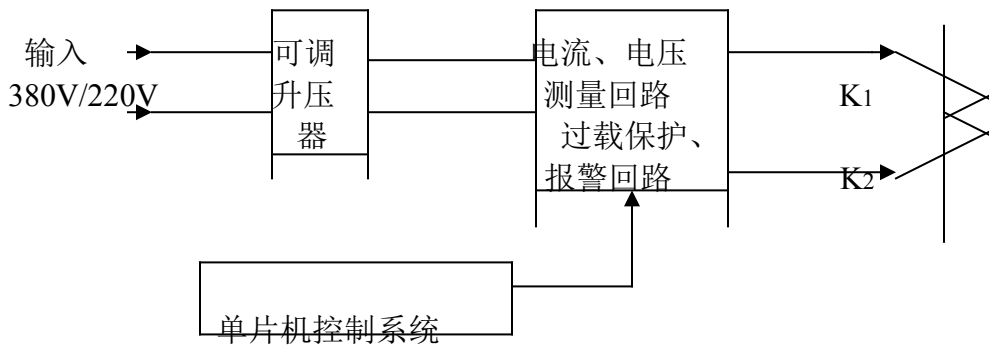 输入
380V/220V
可调
升压
器
电流、电压
测量回路
过载保护、
报警回路
K1
K2
单片机控制系统